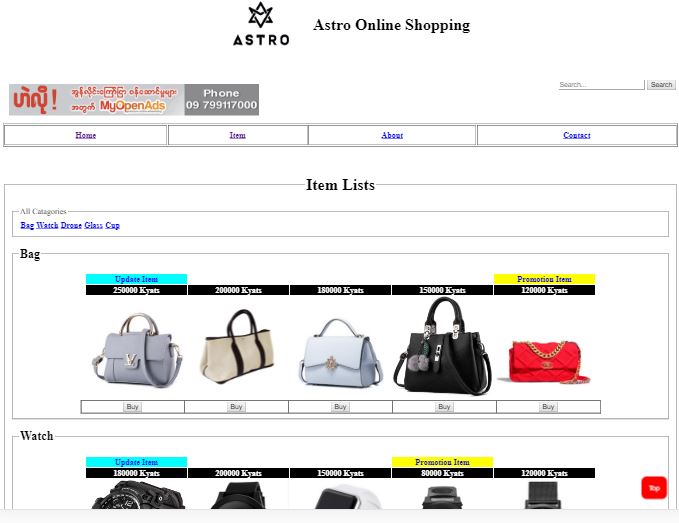 ASTRO
Astro Online Shopping
ဟဲလို !
အွန်လိုင်းကြော်ငြာ ဝန်ဆောင်မှုများ
အတွက် MyOpenAds
Phone
09 799117000
Search...
Search
Home Item About Contact
Item Lists
All Catagories
Bag Watch Drone Glass Cup
Bag
Update Item Promotion Item
250000 Kyats 200000 Kyats 180000 Kyats 150000 Kyats 120000 Kyats
Buy Buy Buy Buy Buy
Watch
Update Item Promotion Item
180000 Kyats 200000 Kyats 150000 Kyats 80000 Kyats 120000 Kyats
Top